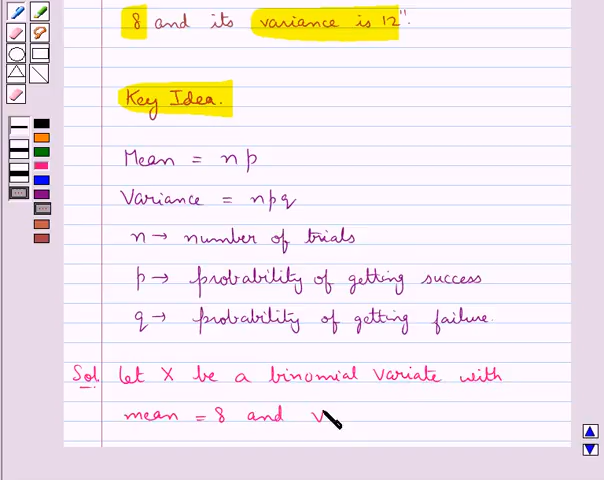 8 and its variance is 12".
Key Idea.
Mean = np
Variance = npq
n → number of trials
p → probability of getting success
q → probability of getting failure.
Sol. Let X be a binomial variate with
mean = 8 and v